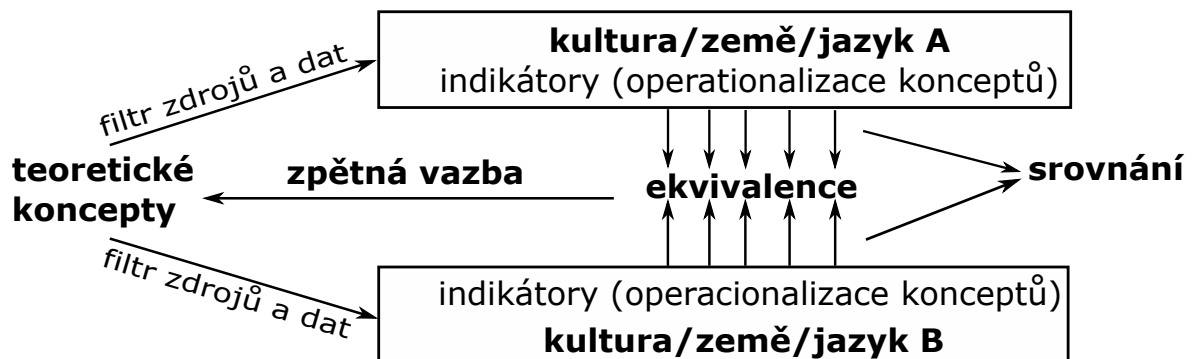 kultura/země/jazyk A
indikátory (operationalizace konceptů)
filtr zdrojů a dat
teoretické
koncepty
zpětná vazba
ekvivalence
srovnání
filtr zdrojů a dat
indikátory (operacionalizace konceptů)
kultura/země/jazyk B